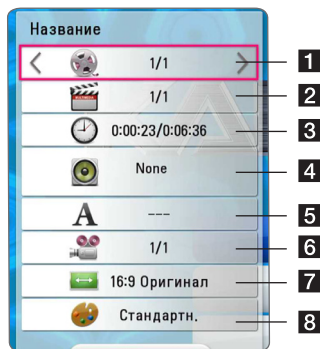 Название
1/1 1
1/1 2
0:00:23/0:06:36 3
None 4
A --- 5
1/1 6
16:9 Оригинал 7
Стандартн. 8